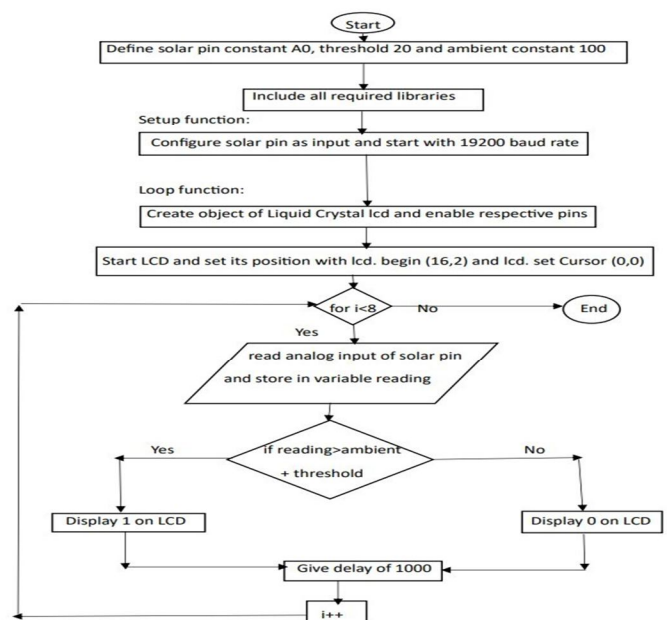 Start
Define solar pin constant A0, threshold 20 and ambient constant 100
Include all required libraries
Setup function:
Configure solar pin as input and start with 19200 baud rate
Loop function:
Create object of Liquid Crystal lcd and enable respective pins
Start LCD and set its position with lcd. begin (16,2) and lcd. set Cursor (0,0)
for i<8
No
End
Yes
read analog input of solar pin
and store in variable reading
if reading>ambient
+ threshold
Yes
No
Display 1 on LCD
Display 0 on LCD
Give delay of 1000
i++